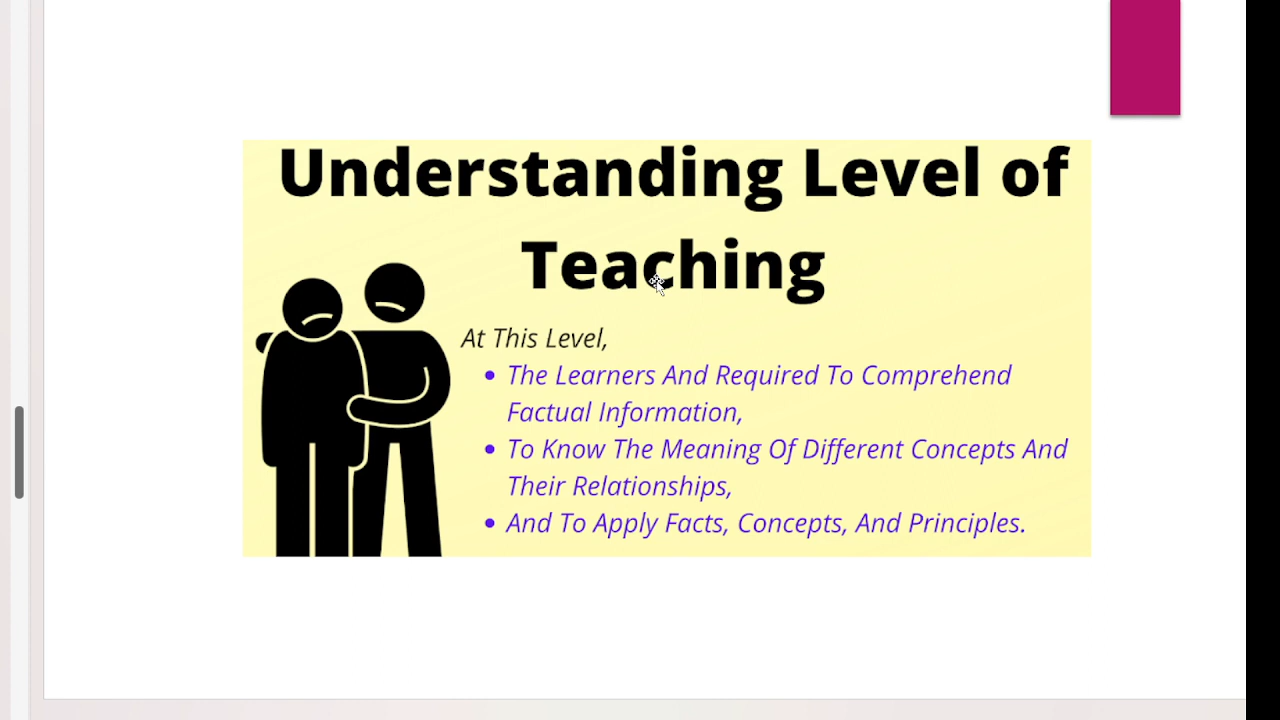 Understanding Level of
Teaching
At This Level,
• The Learners And Required To Comprehend
Factual Information,
• To Know The Meaning Of Different Concepts And
Their Relationships,
• And To Apply Facts, Concepts, And Principles.